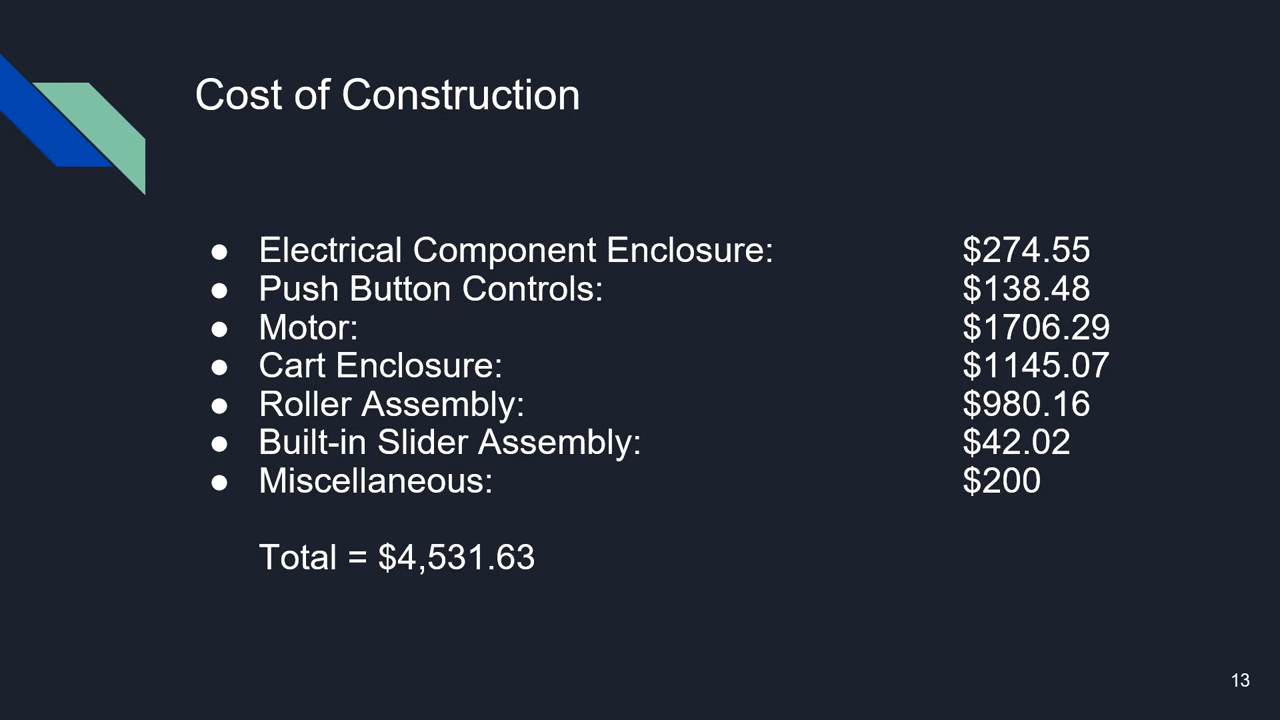 Cost of Construction
● Electrical Component Enclosure: $274.55
● Push Button Controls: $138.48
● Motor: $1706.29
● Cart Enclosure: $1145.07
● Roller Assembly: $980.16
● Built-in Slider Assembly: $42.02
● Miscellaneous: $200
Total = $4,531.63
13